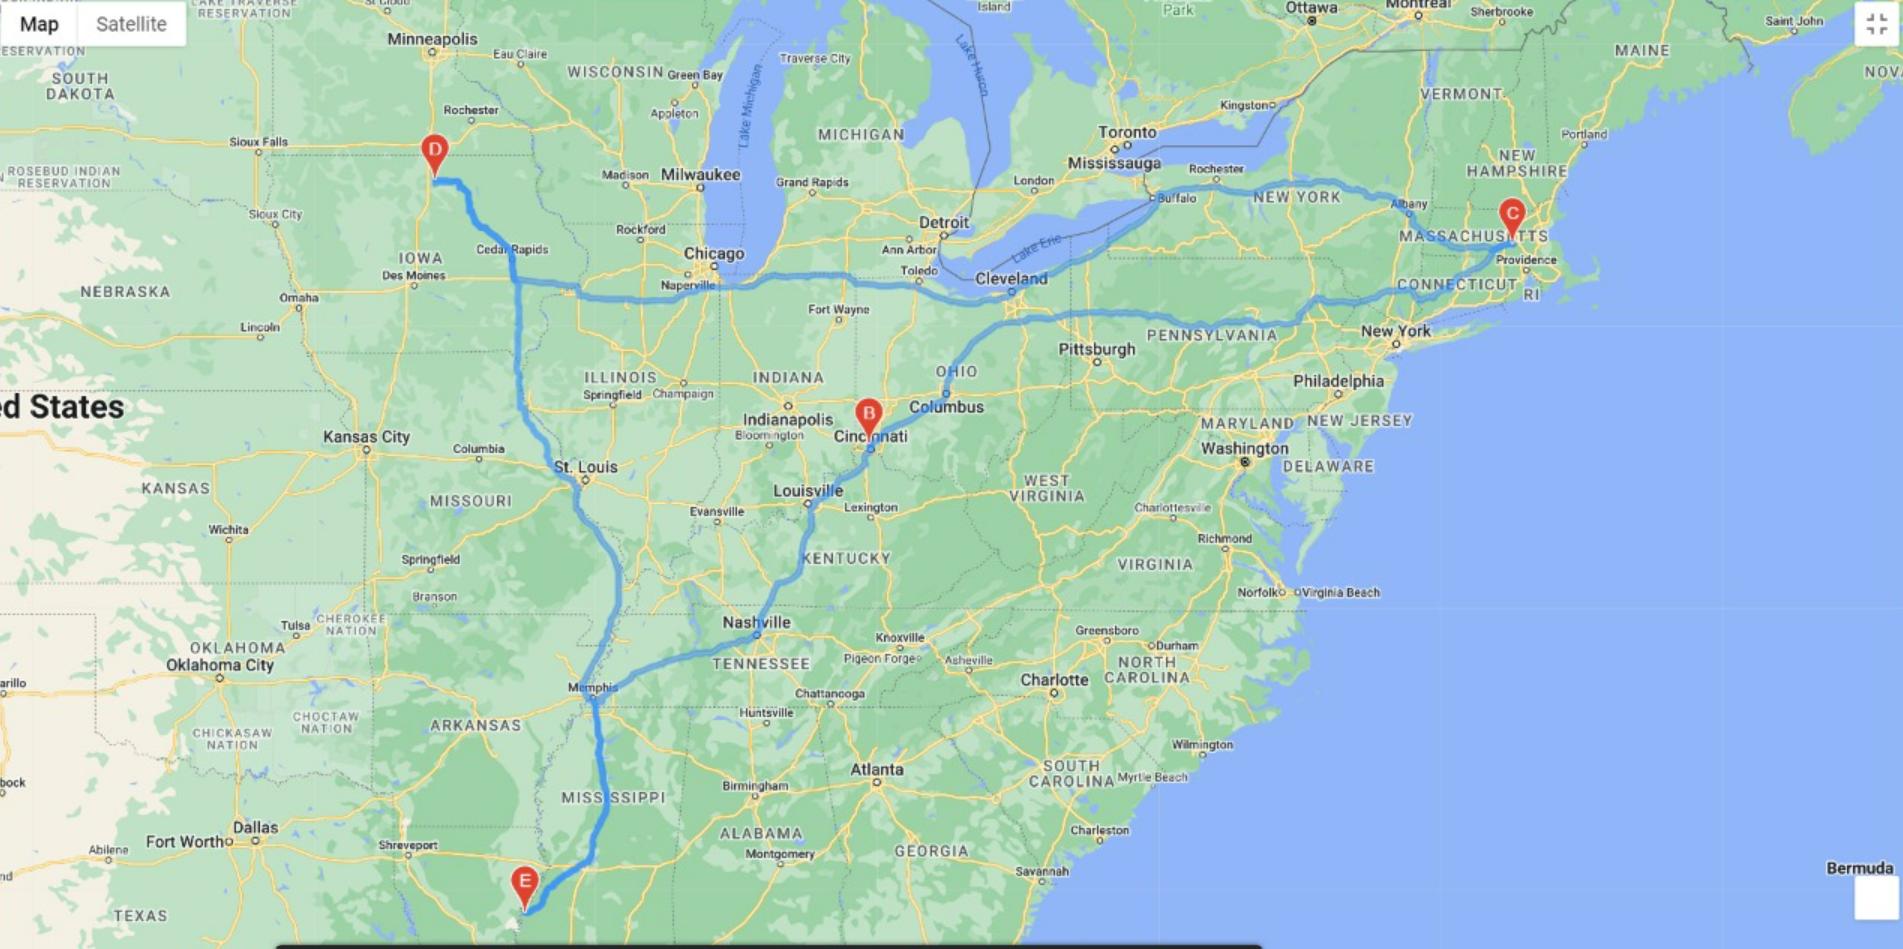 Map
Satellite
LAKE TRAVERSE
RESERVATION
St Cloud
Island
Park
Ottawa
Montreal
Sherbrooke
Saint John
Minneapolis
Eau Claire
WISCONSIN
Green Bay
Traverse City
Lake Huron
MAINE
ESERVATION
SOUTH
DAKOTA
Rochester
Appleton
Lake Michigan
MICHIGAN
Toronto
Kingston
VERMONT
NOV
Portland
Sioux Falls
D
Mississauga
Rochester
NEW
HAMPSHIRE
ROSEBUD INDIAN
RESERVATION
Madison
Milwaukee
Grand Rapids
London
Buffalo
NEW YORK
Albany
C
Sioux City
Rockford
Detroit
MASSACHUSETTS
IOWA
Cedar Rapids
Chicago
Ann Arbor
Lake Erie
Providence
Des Moines
Naperville
Toledo
Cleveland
CONNECTICUT
RI
NEBRASKA
Omaha
Fort Wayne
Lincoln
PENNSYLVANIA
New York
Pittsburgh
ILLINOIS
INDIANA
OHIO
Philadelphia
Springfield
Champaign
ed States
B
Columbus
Indianapolis
MARYLAND
NEW JERSEY
Kansas City
Columbia
Bloomington
Cincinnati
Washington
DELAWARE
St. Louis
KANSAS
MISSOURI
Louisville
WEST
VIRGINIA
Evansville
Lexington
Charlottesville
Wichita
Richmond
Springfield
KENTUCKY
VIRGINIA
Branson
Norfolk
Virginia Beach
Tulsa
CHEROKEE
NATION
Nashville
Knoxville
Greensboro
Durham
OKLAHOMA
Oklahoma City
TENNESSEE
Pigeon Forge
Asheville
NORTH
CAROLINA
arillo
Memphis
Chattanooga
Charlotte
CHICKASAW
NATION
CHOCTAW
NATION
ARKANSAS
Huntsville
Wilmington
bock
MISSISSIPPI
Birmingham
Atlanta
SOUTH
CAROLINA
Myrtle Beach
Fort Worth
Dallas
Shreveport
ALABAMA
Charleston
Abilene
Montgomery
GEORGIA
nd
E
Savannah
Bermuda
TEXAS